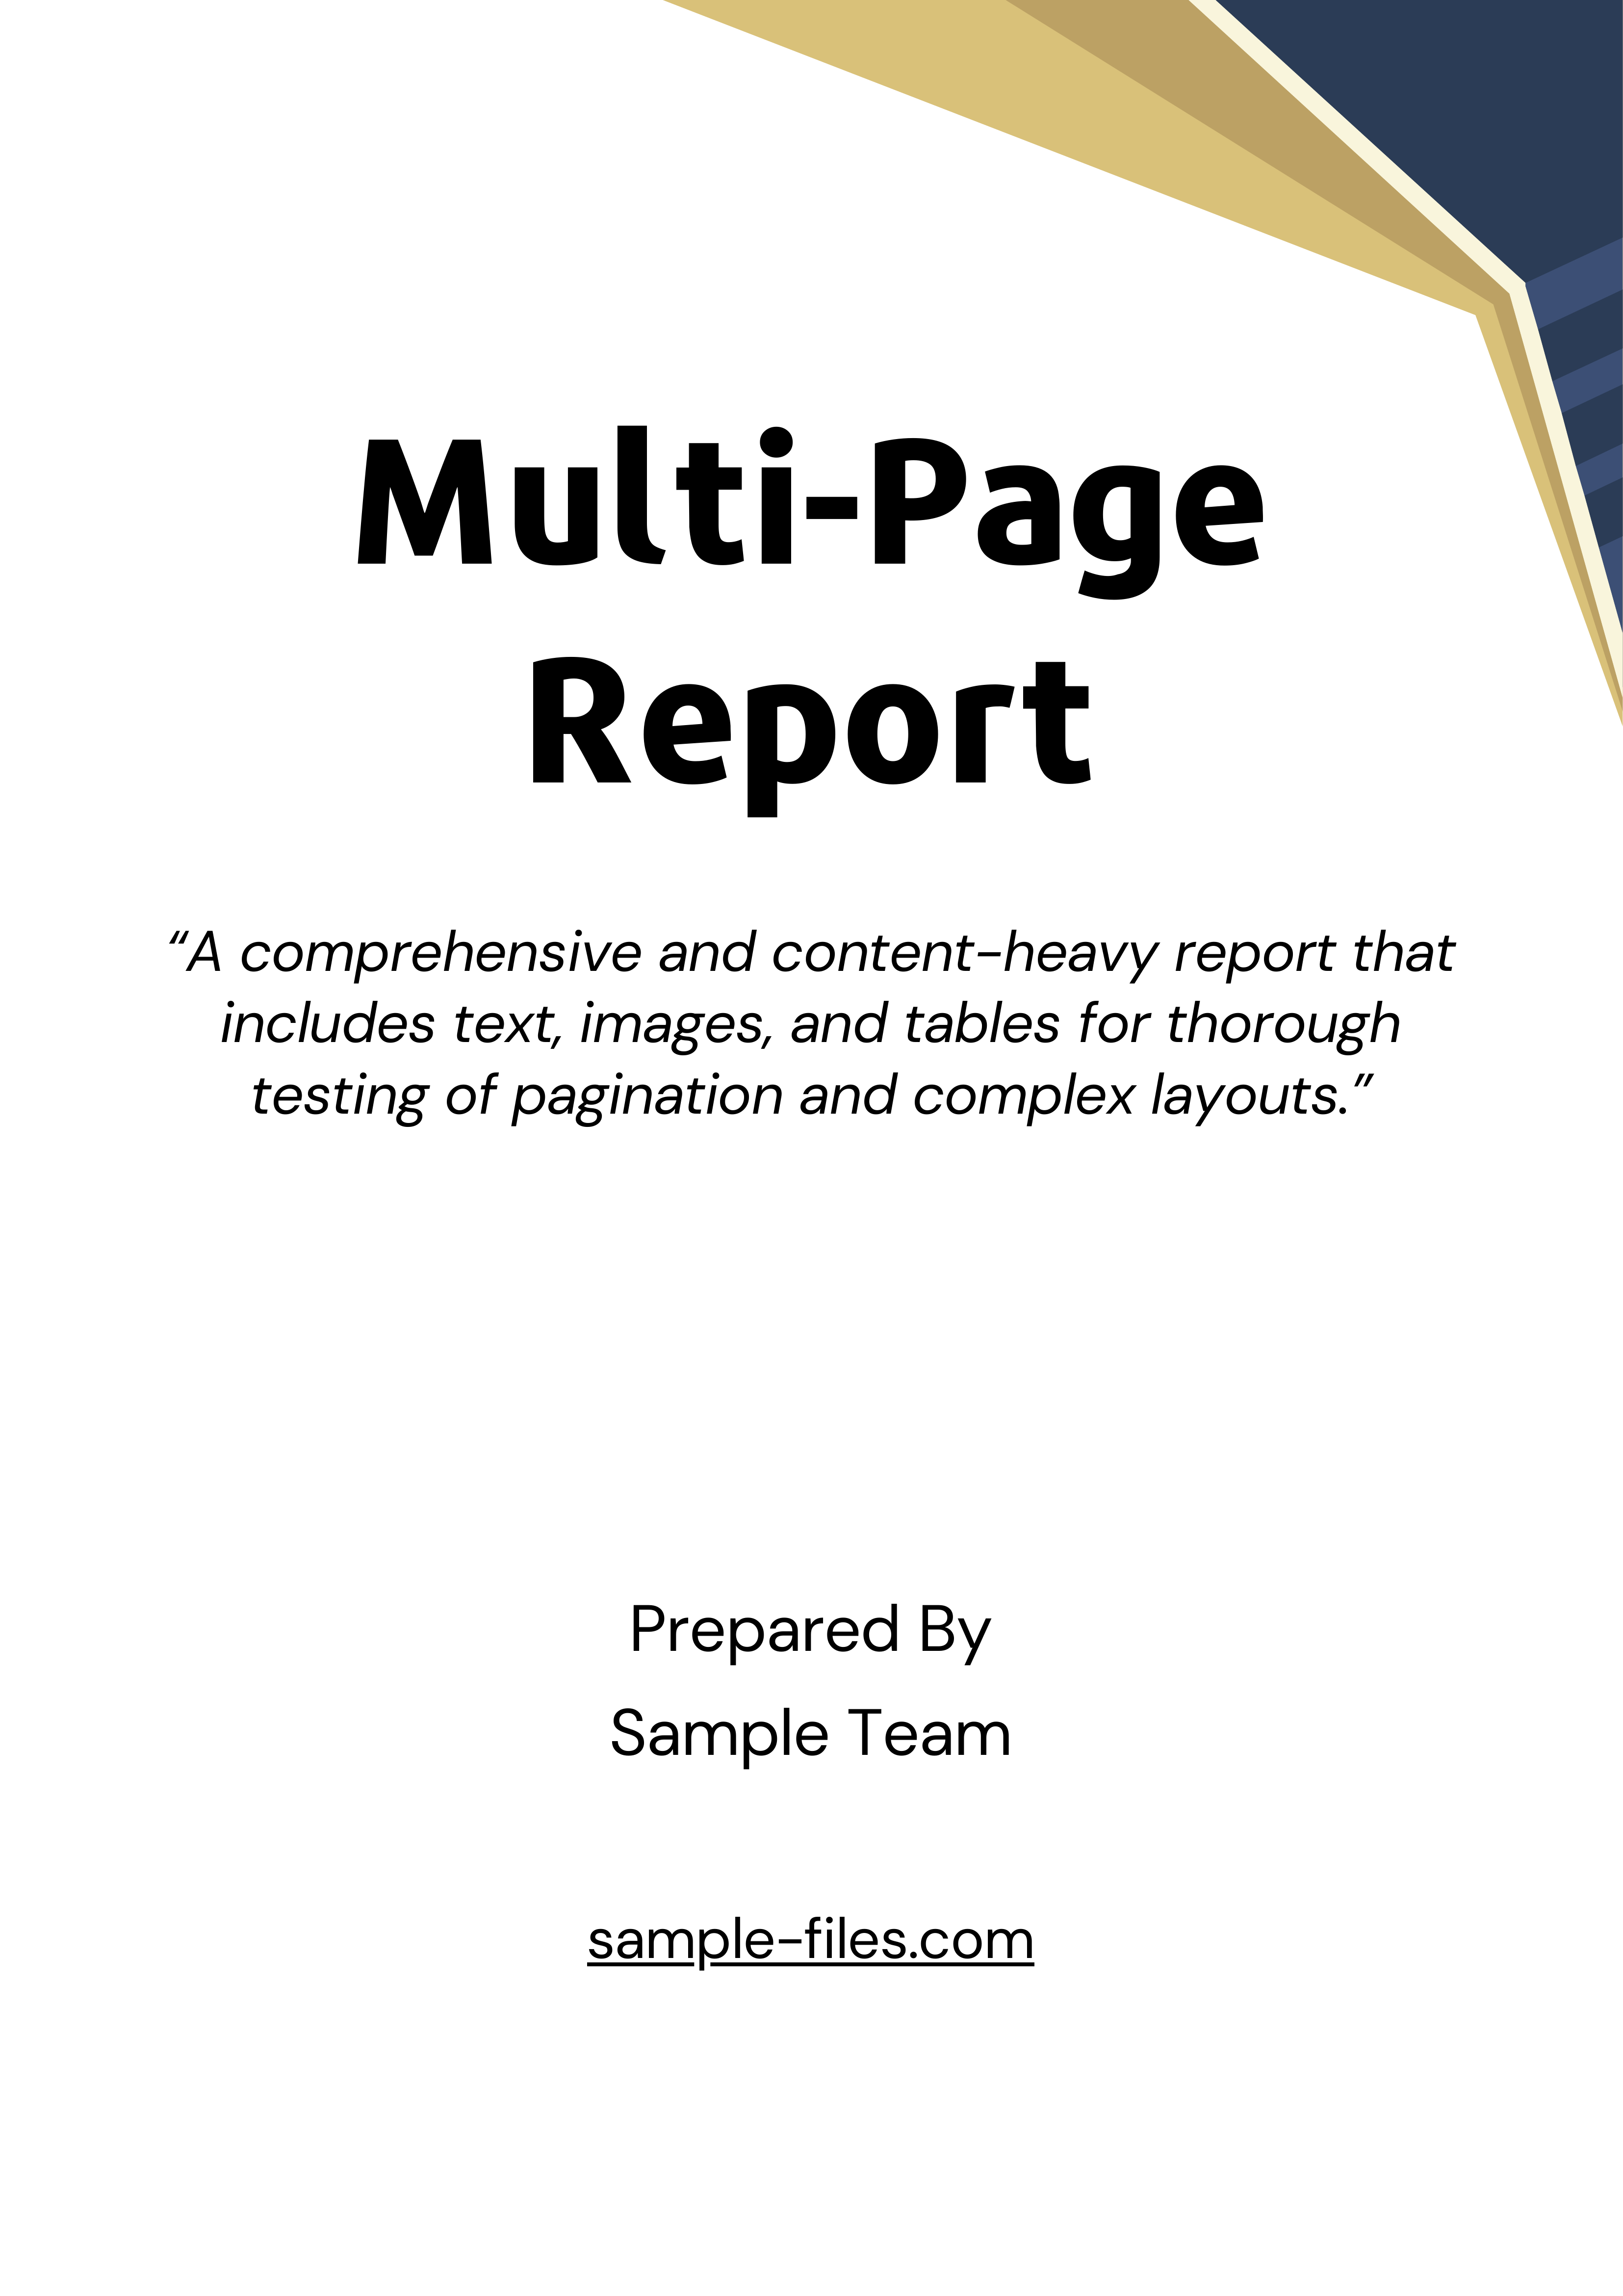 Multi-Page
Report
“A comprehensive and content-heavy report that
includes text, images, and tables for thorough
testing of pagination and complex layouts.”
Prepared By
Sample Team
sample-files.com